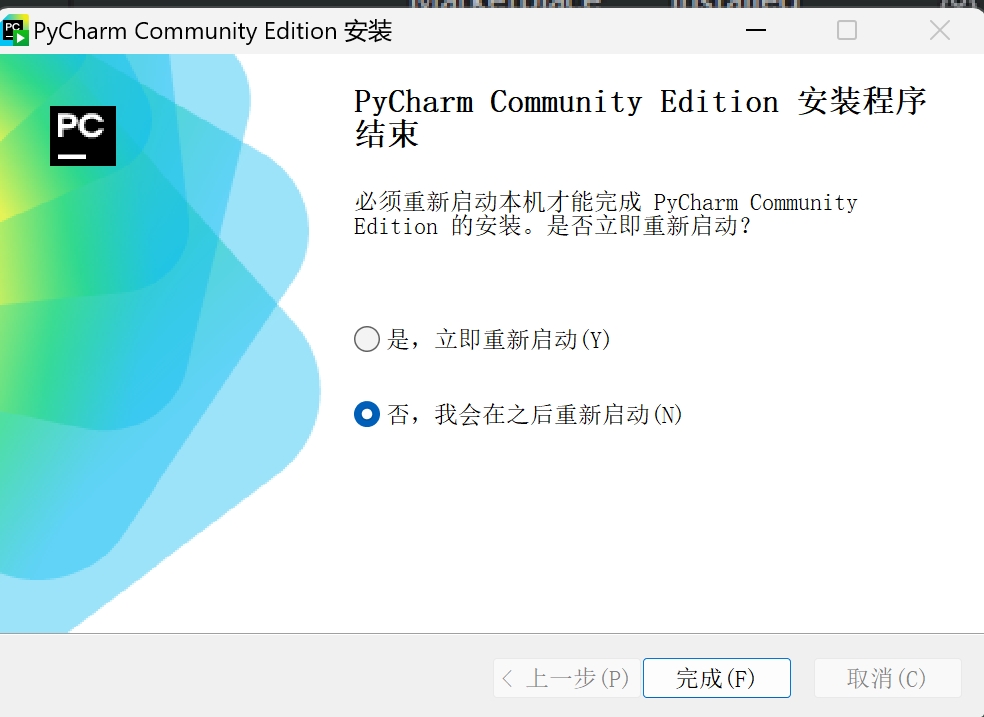 PyCharm Community Edition 安装
PC
PyCharm Community Edition 安装程序
结束
必须重新启动本机才能完成 PyCharm Community
Edition 的安装。是否立即重新启动？
是，立即重新启动(Y)
否，我会在之后重新启动(N)
< 上一步(P)
完成(F)
取消(C)